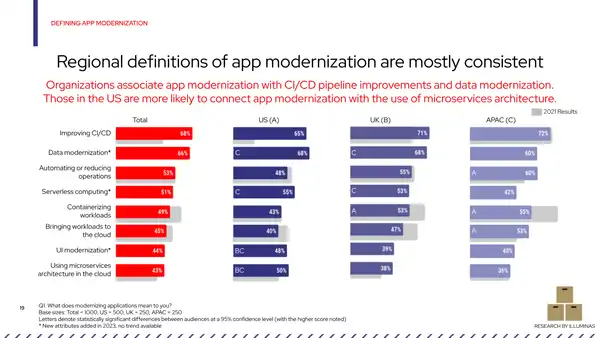 DEFINING APP MODERNIZATION
Regional definitions of app modernization are mostly consistent
Organizations associate app modernization with CI/CD pipeline improvements and data modernization.
Those in the US are more likely to connect app modernization with the use of microservices architecture.
2021 Results
Total US (A) UK (B) APAC (C)
Improving CI/CD 68% 65% 71% 72%
Data modernization* 66% C 68% C 68% 60%
Automating or reducing
operations 53% 48% 55% A 60%
Serverless computing* 51% C 55% C 53% 42%
Containerizing
workloads 49% 43% A 53% A 55%
Bringing workloads to
the cloud 45% 40% 47% A 53%
UI modernization* 44% BC 48% 39% 40%
Using microservices
architecture in the cloud 43% BC 50% 38% 36%
19
Q1. What does modernizing applications mean to you?
Base sizes: Total = 1000, US = 500, UK = 250, APAC = 250
Letters denote statistically significant differences between audiences at a 95% confidence level (with the higher score noted)
* New attributes added in 2023, no trend available
RESEARCH BY ILLUMINAS